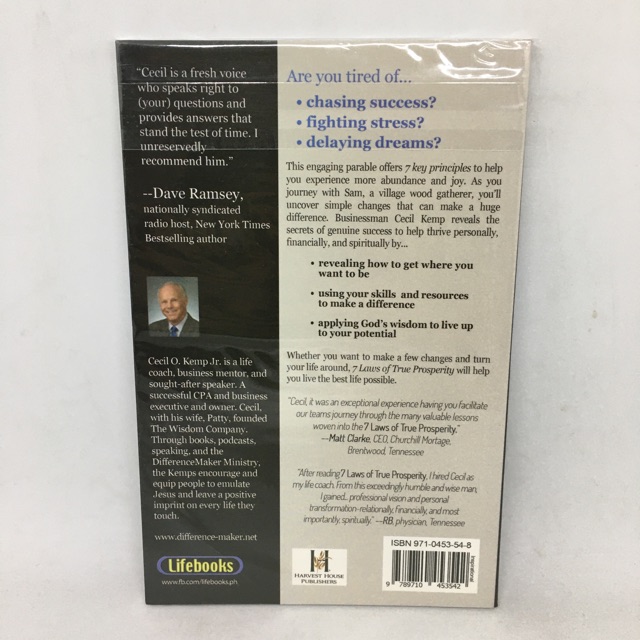 "Cecil is a fresh voice
who speaks right to
(your) questions and
provides answers that
stand the test of time. I
unreservedly
recommend him."
--Dave Ramsey,
nationally syndicated
radio host, New York Times
Bestselling author
Cecil O. Kemp Jr. is a life
coach, business mentor, and
sought-after speaker. A
successful CPA and business
executive and owner. Cecil,
with his wife, Patty, founded
The Wisdom Company.
Through books, podcasts,
speaking, and the
DifferenceMaker Ministry,
the Kemps encourage and
equip people to emulate
Jesus and leave a positive
imprint on every life they
touch.
www.difference-maker.net
Lifebooks
www.fb.com/lifebooks.ph
Are you tired of...
• chasing success?
• fighting stress?
• delaying dreams?
This engaging parable offers 7 key principles to help
you experience more abundance and joy. As you
journey with Sam, a village wood gatherer, you'll
uncover simple changes that can make a huge
difference. Businessman Cecil Kemp reveals the
secrets of genuine success to help thrive personally,
financially, and spiritually by...
• revealing how to get where you
want to be
• using your skills and resources
to make a difference
• applying God's wisdom to live up
to your potential
Whether you want to make a few changes and turn
your life around, 7 Laws of True Prosperity will help
you live the best life possible.
"Cecil, it was an exceptional experience having you facilitate
our teams journey through the many valuable lessons
woven into the 7 Laws of True Prosperity."
--Matt Clarke, CEO, Churchill Mortage,
Brentwood, Tennessee
"After reading 7 Laws of True Prosperity, I hired Cecil as
my life coach. From this exceedingly humble and wise man,
I gained... professional vision and personal
transformation-relationally, financially, and most
importantly, spiritually." --RB, physician, Tennessee
H
HARVEST HOUSE
PUBLISHERS
ISBN 971-0453-54-8
9 789710 453542
Inspirational